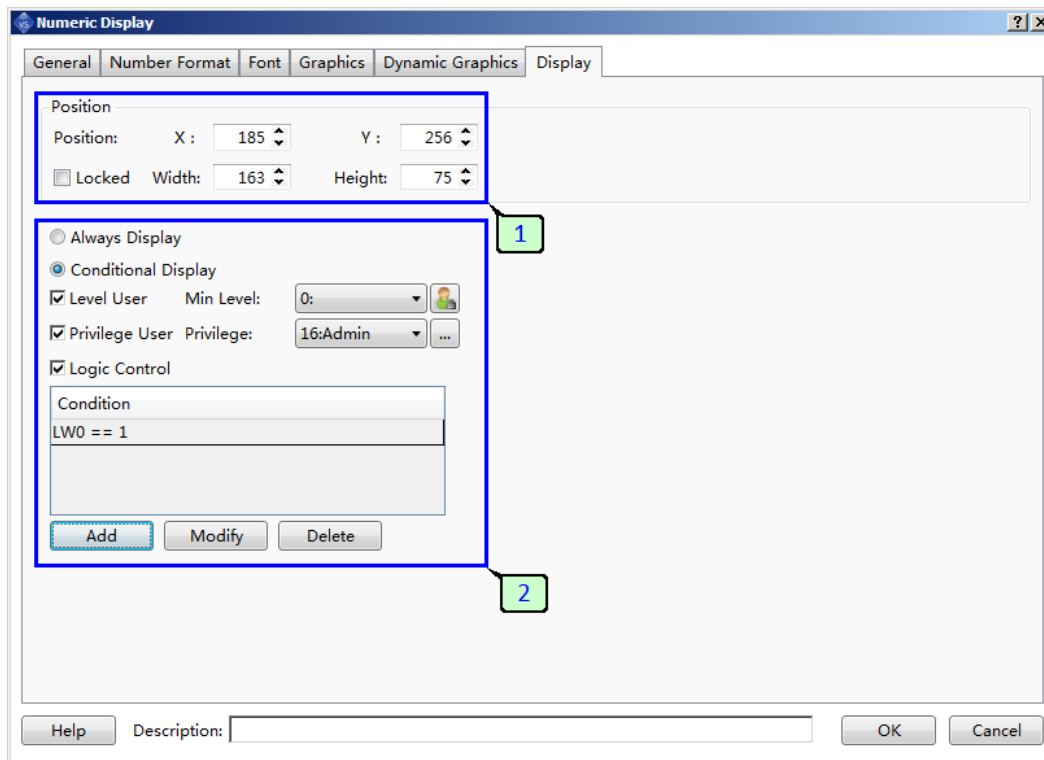 VS Numeric Display ? X
General Number Format Font Graphics Dynamic Graphics Display
Position
Position: X : 185 Y : 256
Locked Width: 163 Height: 75
1
Always Display
Conditional Display
Level User Min Level: 0:
Privilege User Privilege: 16:Admin ...
Logic Control
Condition
LW0 == 1
Add Modify Delete
2
Help Description: OK Cancel